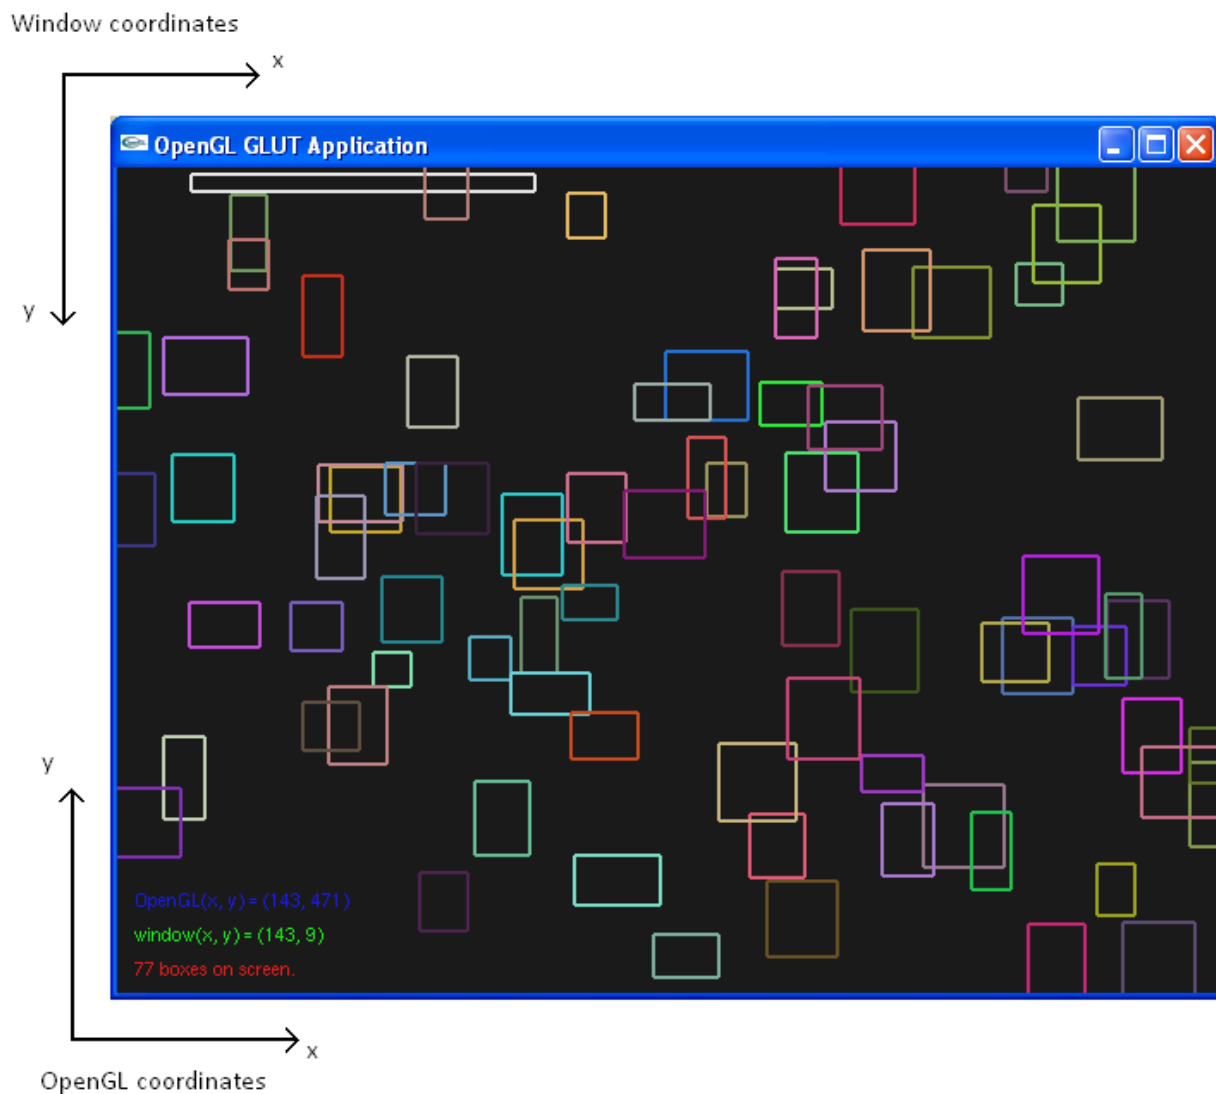 Window coordinates
x
OpenGL GLUT Application
y
y
OpenGL(x, y) = (143, 471)
window(x, y) = (143, 9)
77 boxes on screen.
x
OpenGL coordinates